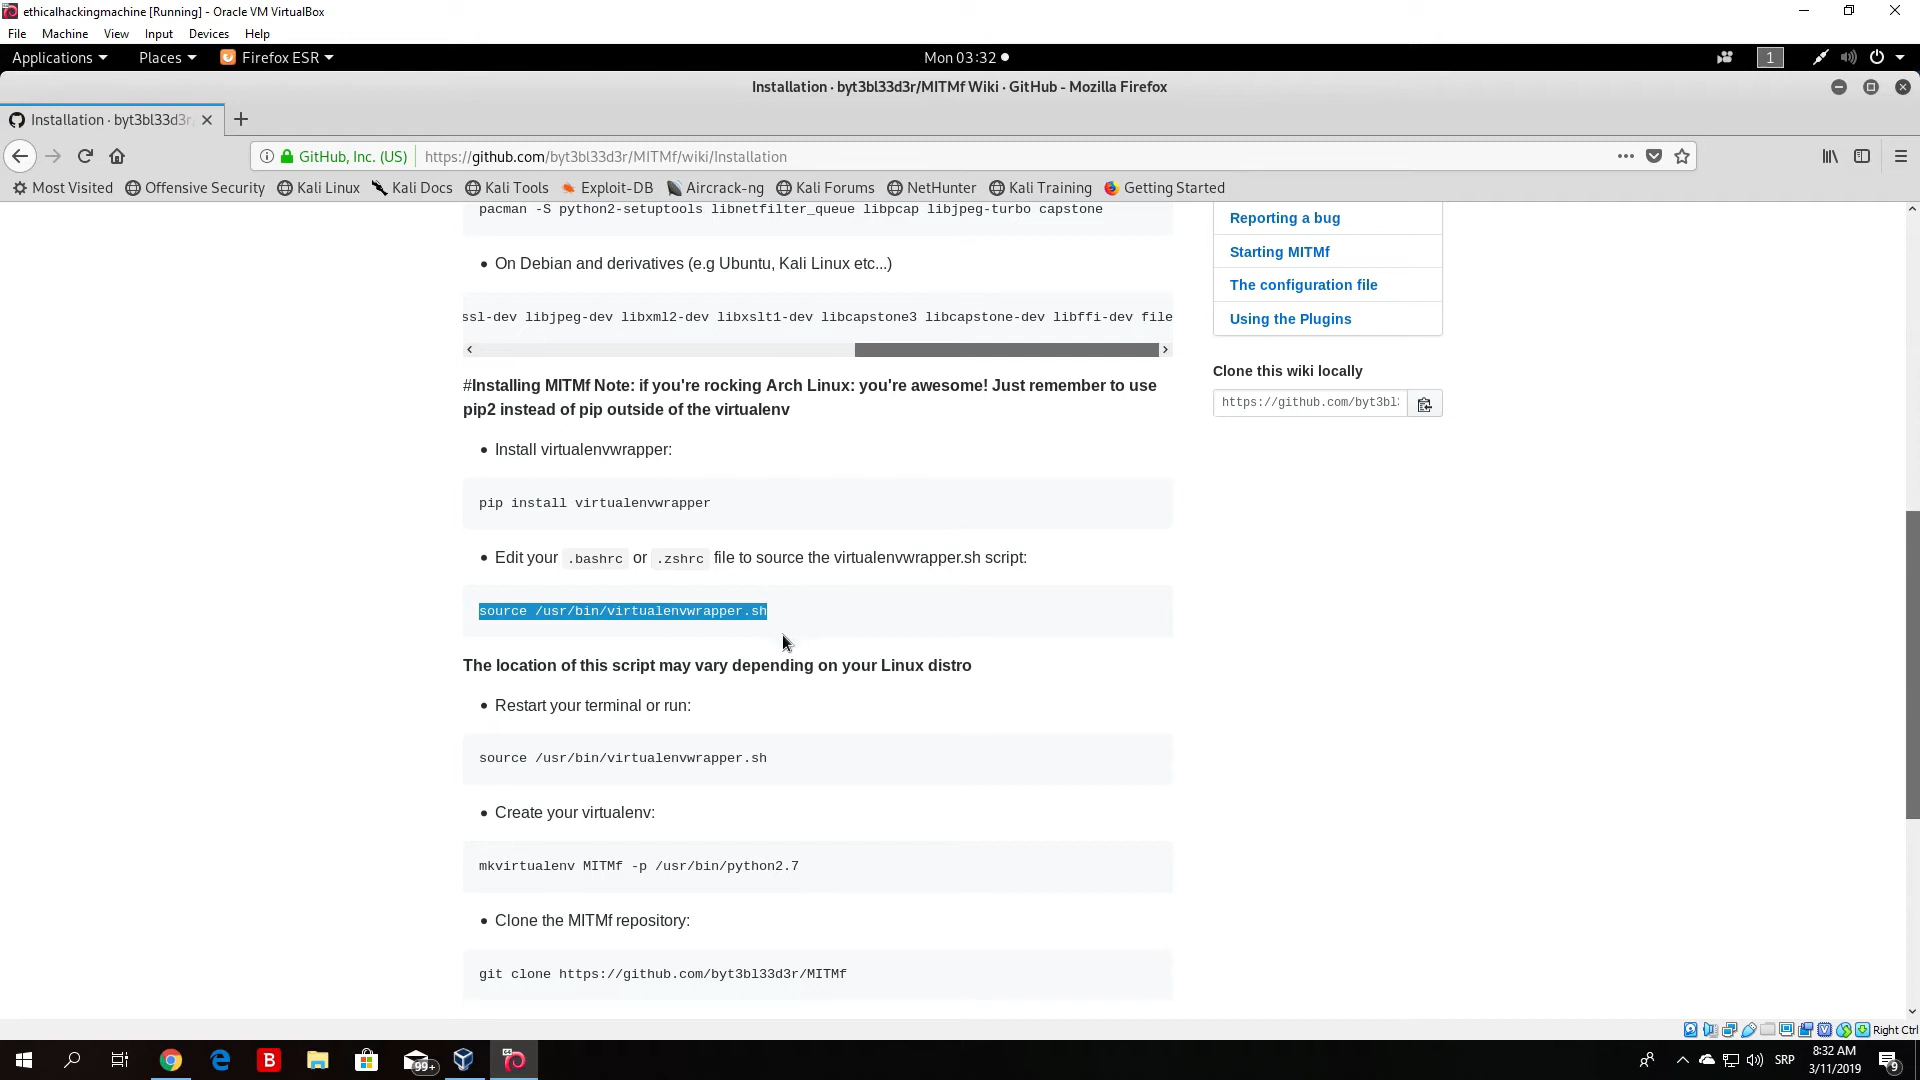 ethicalhackingmachine [Running] - Oracle VM VirtualBox
File Machine View Input Devices Help
Applications Places Firefox ESR Mon 03:32 1
Installation · byt3bl33d3r/MITMf Wiki · GitHub - Mozilla Firefox
Installation · byt3bl33d3r
GitHub, Inc. (US) https://github.com/byt3bl33d3r/MITMf/wiki/Installation
Most Visited Offensive Security Kali Linux Kali Docs Kali Tools Exploit-DB Aircrack-ng Kali Forums NetHunter Kali Training Getting Started
pacman -S python2-setuptools libnetfilter_queue libpcap libjpeg-turbo capstone
• On Debian and derivatives (e.g Ubuntu, Kali Linux etc...)
ssl-dev libjpeg-dev libxml2-dev libxslt1-dev libcapstone3 libcapstone-dev libffi-dev file
#Installing MITMf Note: if you're rocking Arch Linux: you're awesome! Just remember to use
pip2 instead of pip outside of the virtualenv
• Install virtualenvwrapper:
pip install virtualenvwrapper
• Edit your .bashrc or .zshrc file to source the virtualenvwrapper.sh script:
source /usr/bin/virtualenvwrapper.sh
The location of this script may vary depending on your Linux distro
• Restart your terminal or run:
source /usr/bin/virtualenvwrapper.sh
• Create your virtualenv:
mkvirtualenv MITMf -p /usr/bin/python2.7
• Clone the MITMf repository:
git clone https://github.com/byt3bl33d3r/MITMf
Reporting a bug
Starting MITMf
The configuration file
Using the Plugins
Clone this wiki locally
https://github.com/byt3bl
Right Ctrl
99+
SRP
8:32 AM
3/11/2019
9